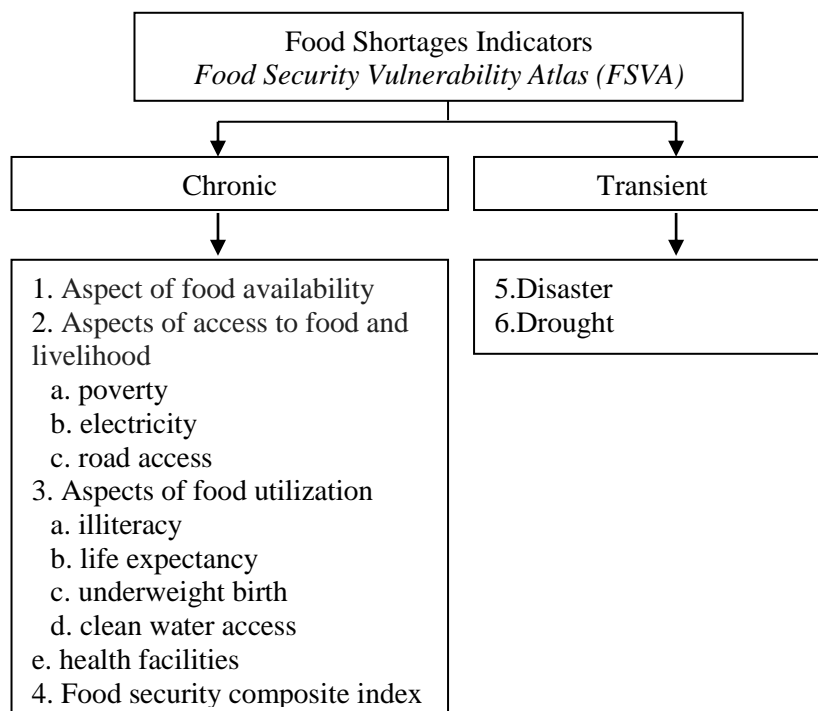 Food Shortages Indicators
Food Security Vulnerability Atlas (FSVA)
Chronic
Transient
1. Aspect of food availability
2. Aspects of access to food and
livelihood
a. poverty
b. electricity
c. road access
3. Aspects of food utilization
a. illiteracy
b. life expectancy
c. underweight birth
d. clean water access
e. health facilities
4. Food security composite index
5.Disaster
6.Drought